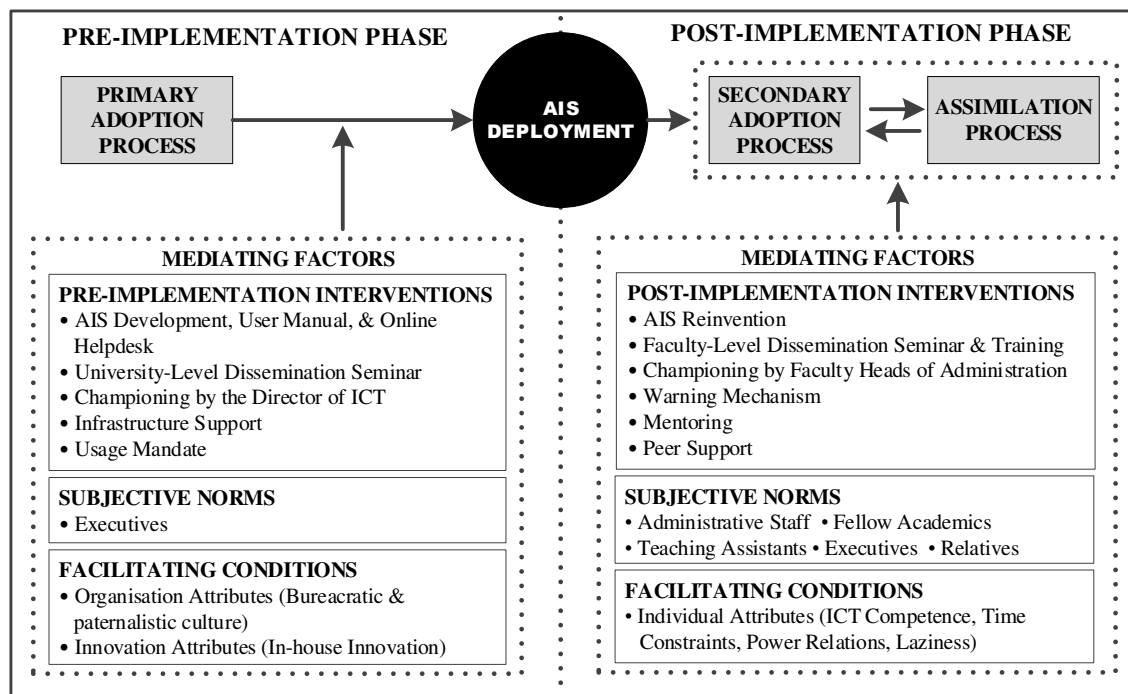 PRE-IMPLEMENTATION PHASE
PRIMARY
ADOPTION
PROCESS
AIS
DEPLOYMENT
POST-IMPLEMENTATION PHASE
SECONDARY
ADOPTION
PROCESS
ASSIMILATION
PROCESS
MEDIATING FACTORS
PRE-IMPLEMENTATION INTERVENTIONS
• AIS Development, User Manual, & Online
Helpdesk
• University-Level Dissemination Seminar
• Championing by the Director of ICT
• Infrastructure Support
• Usage Mandate
SUBJECTIVE NORMS
• Executives
FACILITATING CONDITIONS
• Organisation Attributes (Bureacratic &
paternalistic culture)
• Innovation Attributes (In-house Innovation)
MEDIATING FACTORS
POST-IMPLEMENTATION INTERVENTIONS
• AIS Reinvention
• Faculty-Level Dissemination Seminar & Training
• Championing by Faculty Heads of Administration
• Warning Mechanism
• Mentoring
• Peer Support
SUBJECTIVE NORMS
• Administrative Staff • Fellow Academics
• Teaching Assistants • Executives • Relatives
FACILITATING CONDITIONS
• Individual Attributes (ICT Competence, Time
Constraints, Power Relations, Laziness)